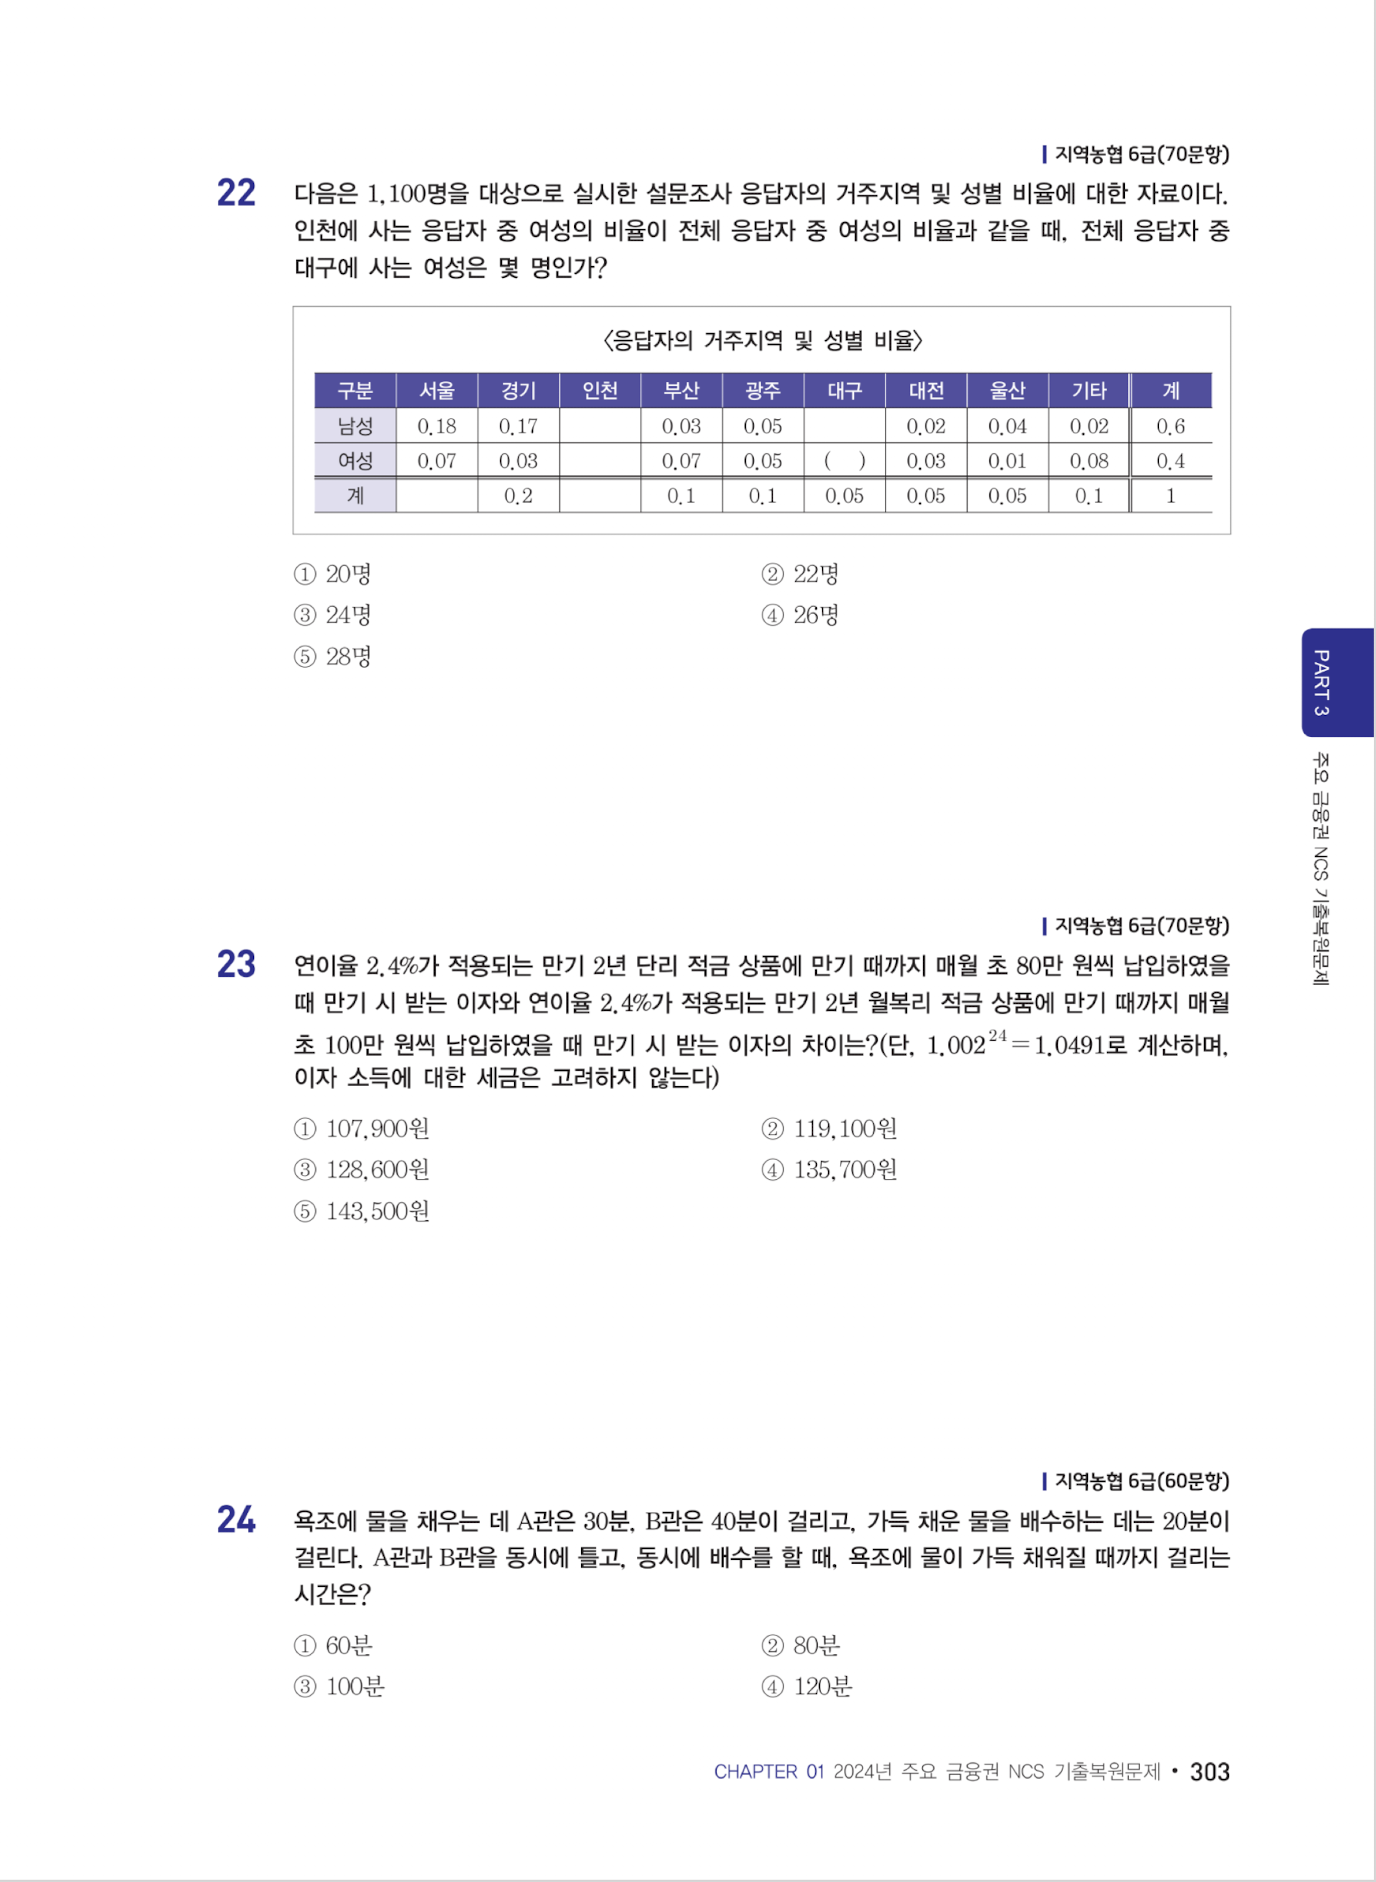 지역농협 6급(70문항)
22 다음은 1,100명을 대상으로 실시한 설문조사 응답자의 거주지역 및 성별 비율에 대한 자료이다.
인천에 사는 응답자 중 여성의 비율이 전체 응답자 중 여성의 비율과 같을 때, 전체 응답자 중
대구에 사는 여성은 몇 명인가?
〈응답자의 거주지역 및 성별 비율〉
구분 서울 경기 인천 부산 광주 대구 대전 울산 기타 계
남성 0.18 0.17 0.03 0.05 0.02 0.04 0.02 0.6
여성 0.07 0.03 0.07 0.05 ( ) 0.03 0.01 0.08 0.4
계 0.2 0.1 0.1 0.05 0.05 0.05 0.1 1
① 20명 ② 22명
③ 24명 ④ 26명
⑤ 28명
PART 3
주요 금융권 NCS 기출복원문제
지역농협 6급(70문항)
23 연이율 2.4%가 적용되는 만기 2년 단리 적금 상품에 만기 때까지 매월 초 80만 원씩 납입하였을
때 만기 시 받는 이자와 연이율 2.4%가 적용되는 만기 2년 월복리 적금 상품에 만기 때까지 매월
초 100만 원씩 납입하였을 때 만기 시 받는 이자의 차이는?(단, 1.002²⁴=1.0491로 계산하며,
이자 소득에 대한 세금은 고려하지 않는다)
① 107,900원 ② 119,100원
③ 128,600원 ④ 135,700원
⑤ 143,500원
지역농협 6급(60문항)
24 욕조에 물을 채우는 데 A관은 30분, B관은 40분이 걸리고, 가득 채운 물을 배수하는 데는 20분이
걸린다. A관과 B관을 동시에 틀고, 동시에 배수를 할 때, 욕조에 물이 가득 채워질 때까지 걸리는
시간은?
① 60분 ② 80분
③ 100분 ④ 120분
CHAPTER 01 2024년 주요 금융권 NCS 기출복원문제 • 303